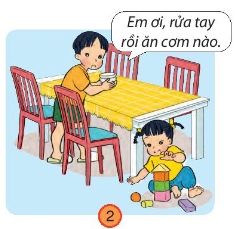 Em ơi, rửa tay
rồi ăn cơm nào.
2